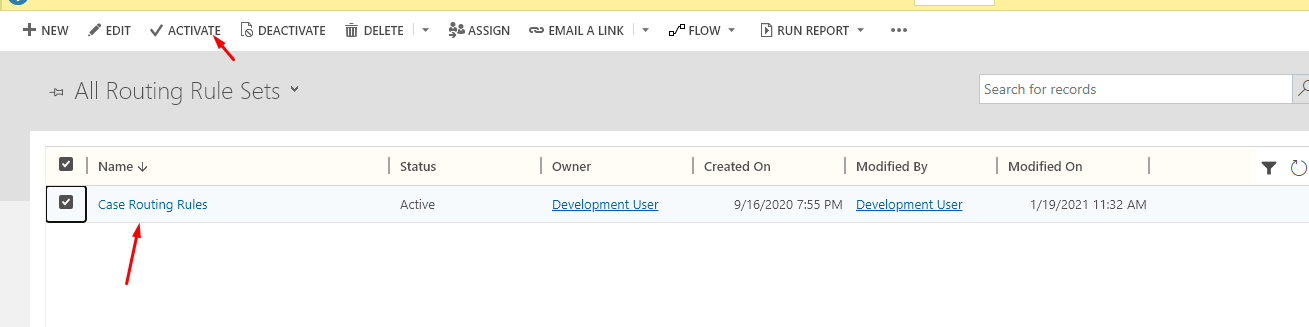 NEW EDIT ACTIVATE DEACTIVATE DELETE ASSIGN EMAIL A LINK FLOW RUN REPORT
All Routing Rule Sets
Search for records
Name Status Owner Created On Modified By Modified On
Case Routing Rules Active Development User 9/16/2020 7:55 PM Development User 1/19/2021 11:32 AM